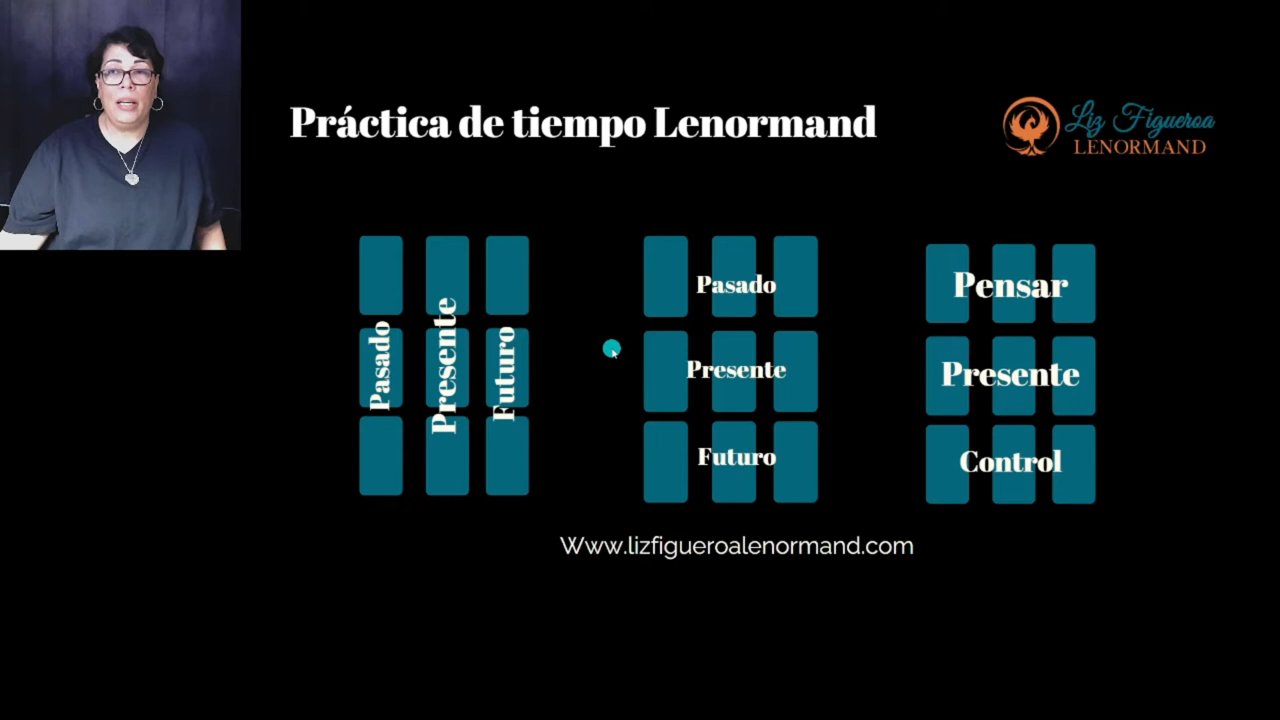 Práctica de tiempo Lenormand
Liz Figueroa
LENORMAND
Pasado
Presente
Futuro
Pasado
Presente
Futuro
Pensar
Presente
Control
Www.lizfigueroalenormand.com